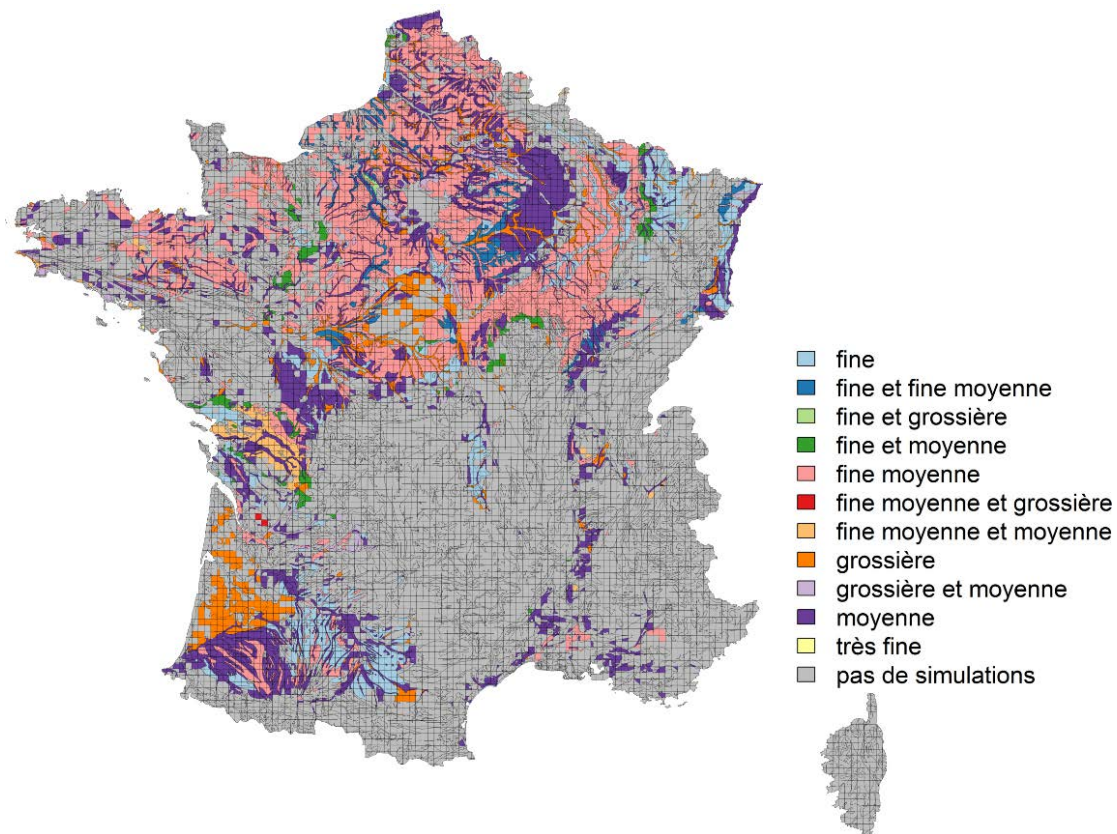 fine
fine et fine moyenne
fine et grossière
fine et moyenne
fine moyenne
fine moyenne et grossière
fine moyenne et moyenne
grossière
grossière et moyenne
moyenne
très fine
pas de simulations